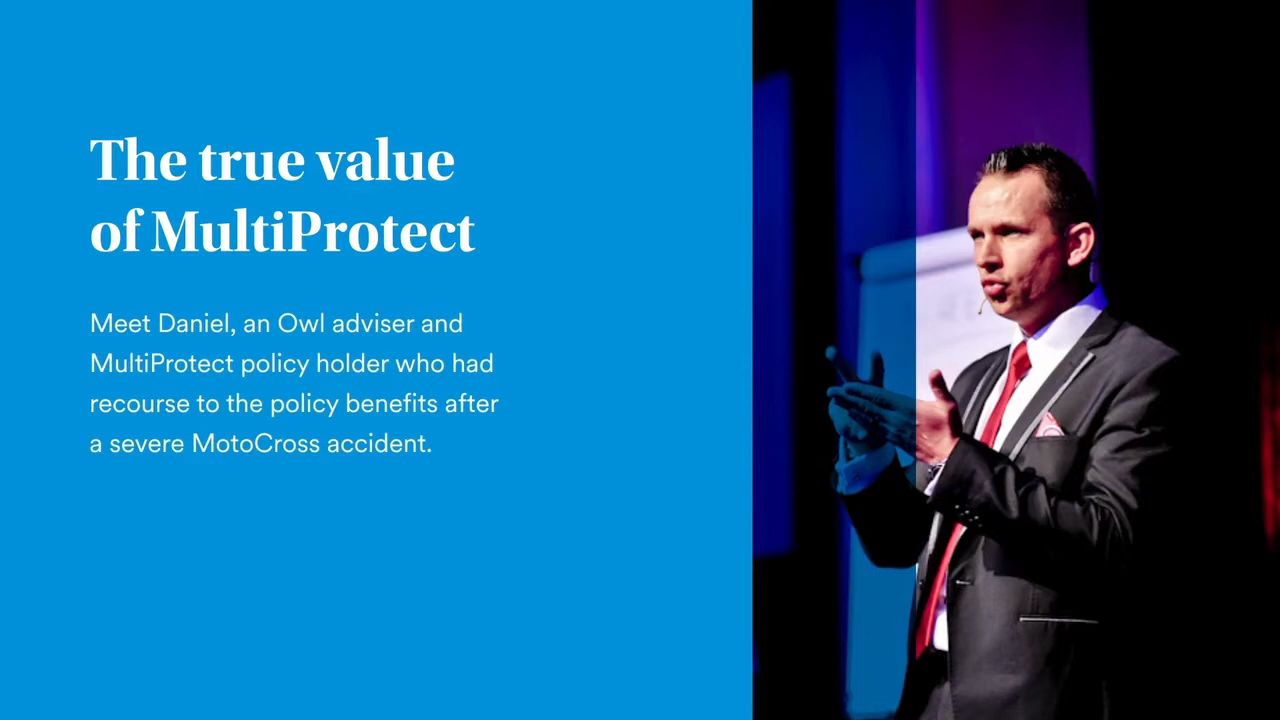 The true value
of MultiProtect
Meet Daniel, an Owl adviser and
MultiProtect policy holder who had
recourse to the policy benefits after
a severe MotoCross accident.